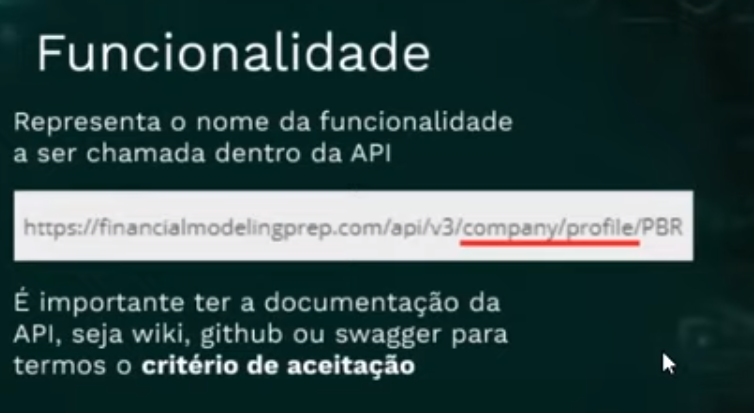 Funcionalidade
Representa o nome da funcionalidade
a ser chamada dentro da API
https://financialmodelingprep.com/api/v3/company/profile/PBR
É importante ter a documentação da
API, seja wiki, github ou swagger para
termos o critério de aceitação